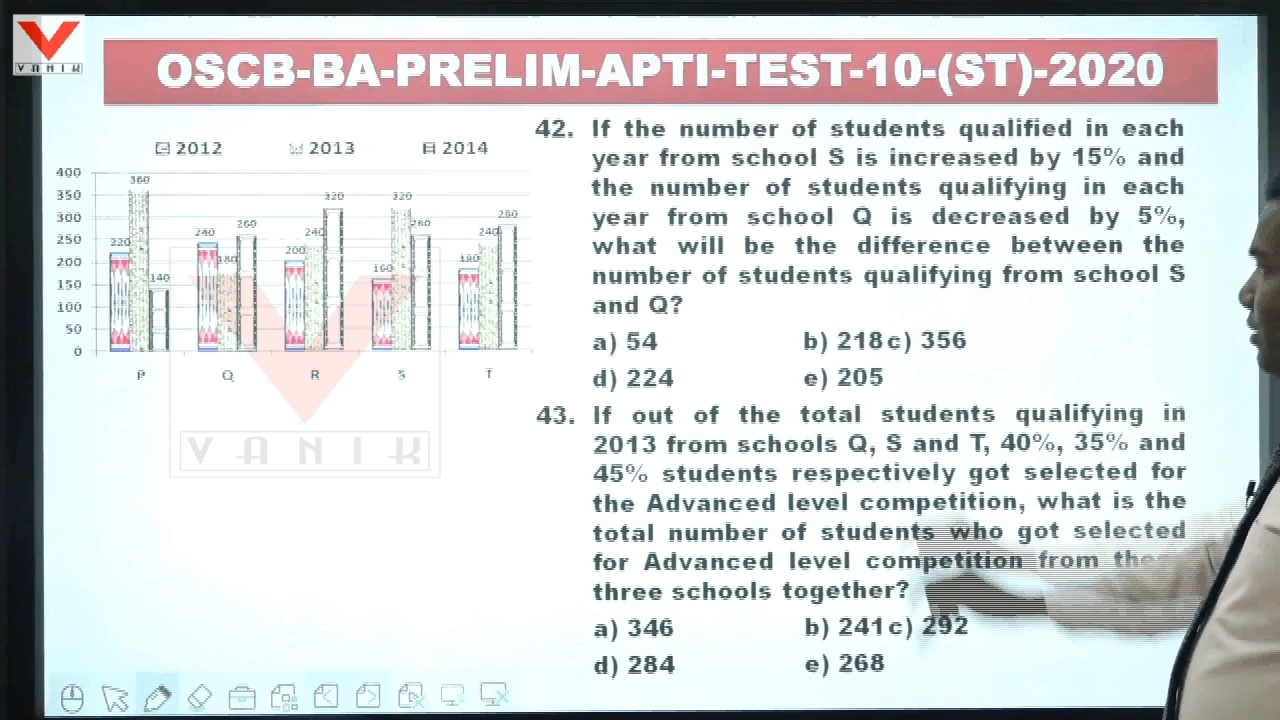 VANIK
OSCB-BA-PRELIM-APTI-TEST-10-(ST)-2020
2012 2013 2014
400
350
300
250
200
150
100
50
0
220 360 140
240 180 260
200 240 320
160 320 260
180 240 280
P Q R S T
VANIK
42. If the number of students qualified in each
year from school S is increased by 15% and
the number of students qualifying in each
year from school Q is decreased by 5%,
what will be the difference between the
number of students qualifying from school S
and Q?
a) 54 b) 218 c) 356
d) 224 e) 205
43. If out of the total students qualifying in
2013 from schools Q, S and T, 40%, 35% and
45% students respectively got selected for
the Advanced level competition, what is the
total number of students who got selected
for Advanced level competition from
three schools together?
a) 346 b) 241 c) 292
d) 284 e) 268